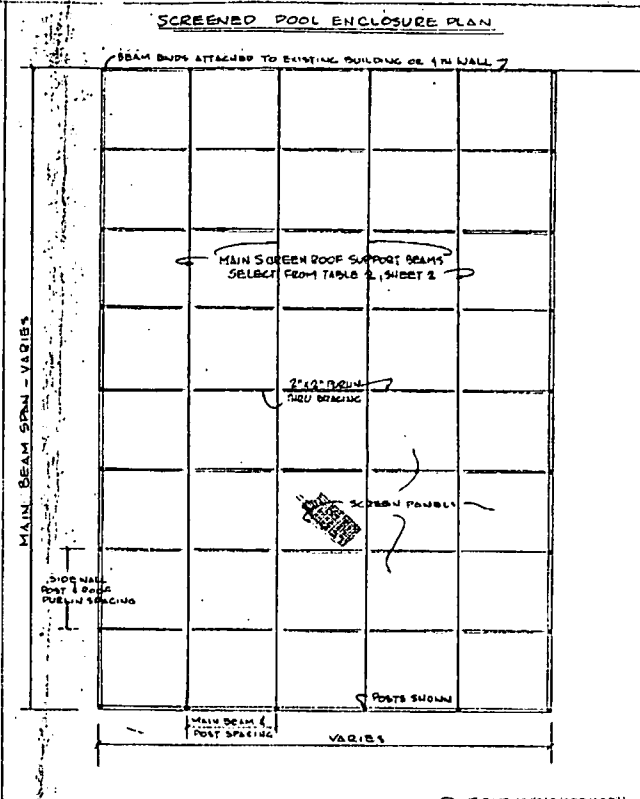 SCREENED POOL ENCLOSURE PLAN
BEAM ENDS ATTACHED TO EXISTING BUILDING OR 4TH WALL
MAIN SCREEN ROOF SUPPORT BEAMS
SELECT FROM TABLE 2, SHEET 2
MAIN BEAM SPAN - VARIES
2"x2" PURLIN
THRU BRACING
SCREEN PANELS
SIDE WALL
POST & ROOF
PURLIN SPACING
POSTS SHOWN
MAIN BEAM &
POST SPACING
VARIES